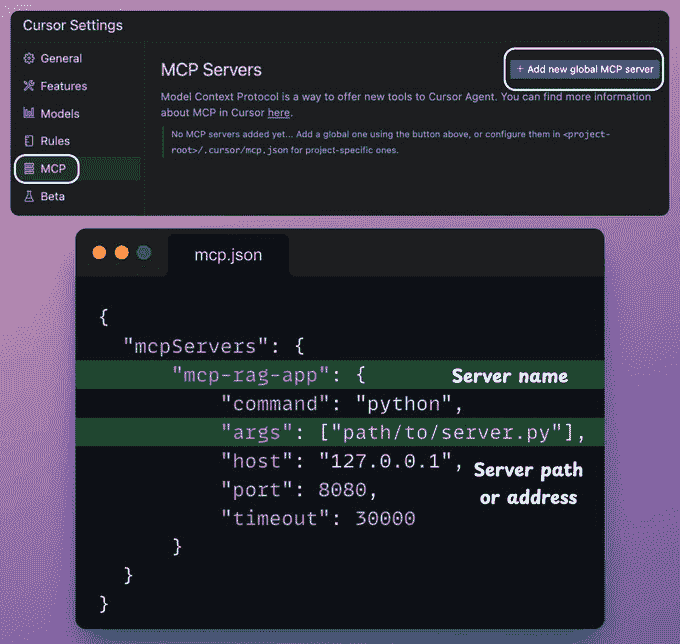 Cursor Settings
General
Features
Models
Rules
MCP
Beta
MCP Servers
+ Add new global MCP server
Model Context Protocol is a way to offer new tools to Cursor Agent. You can find more information
about MCP in Cursor here.
No MCP servers added yet... Add a global one using the button above, or configure them in <project-
root>/.cursor/mcp.json for project-specific ones.
mcp.json
{
"mcpServers": {
"mcp-rag-app": {
Server name
"command": "python",
"args": ["path/to/server.py"],
"host": "127.0.0.1",
Server path
or address
"port": 8080,
"timeout": 30000
}
}
}